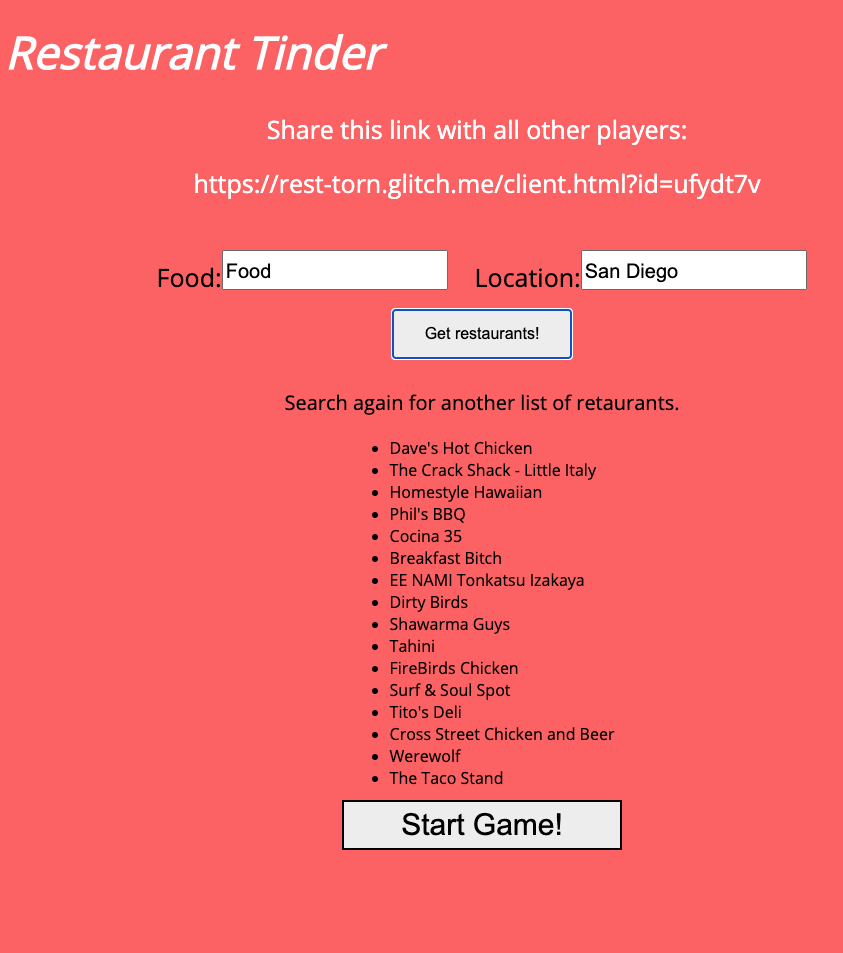 Restaurant Tinder
Share this link with all other players:
https://rest-torn.glitch.me/client.html?id=ufydt7v
Food: Food Location: San Diego
Get restaurants!
Search again for another list of retaurants.
Dave's Hot Chicken
The Crack Shack - Little Italy
Homestyle Hawaiian
Phil's BBQ
Cocina 35
Breakfast Bitch
EE NAMI Tonkatsu Izakaya
Dirty Birds
Shawarma Guys
Tahini
FireBirds Chicken
Surf & Soul Spot
Tito's Deli
Cross Street Chicken and Beer
Werewolf
The Taco Stand
Start Game!